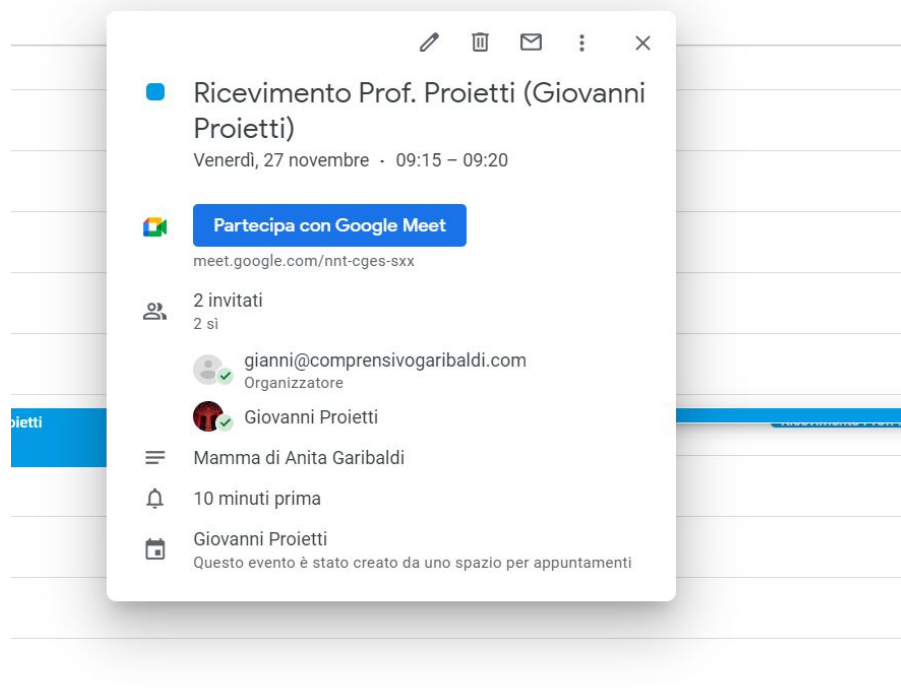 Ricevimento Prof. Proietti (Giovanni
Proietti)
Venerdì, 27 novembre · 09:15 – 09:20
Partecipa con Google Meet
meet.google.com/nnt-cges-sxx
2 invitati
2 sì
gianni@comprensivogaribaldi.com
Organizzatore
Giovanni Proietti
Mamma di Anita Garibaldi
10 minuti prima
Giovanni Proietti
Questo evento è stato creato da uno spazio per appuntamenti